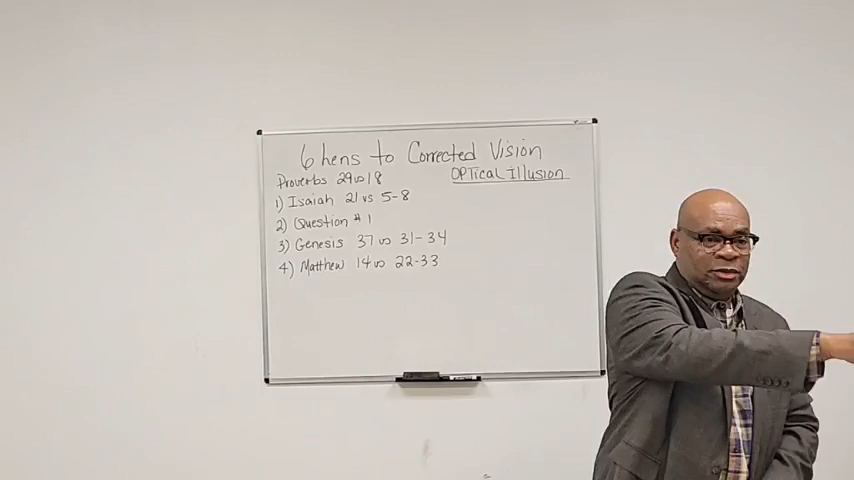 6 Lens to Corrected Vision
Proverbs 29 vs 18
OPTical Illusion
1) Isaiah 21 vs 5-8
2) Question # 1
3) Genesis 37 vs 31-34
4) Matthew 14 vs 22-33